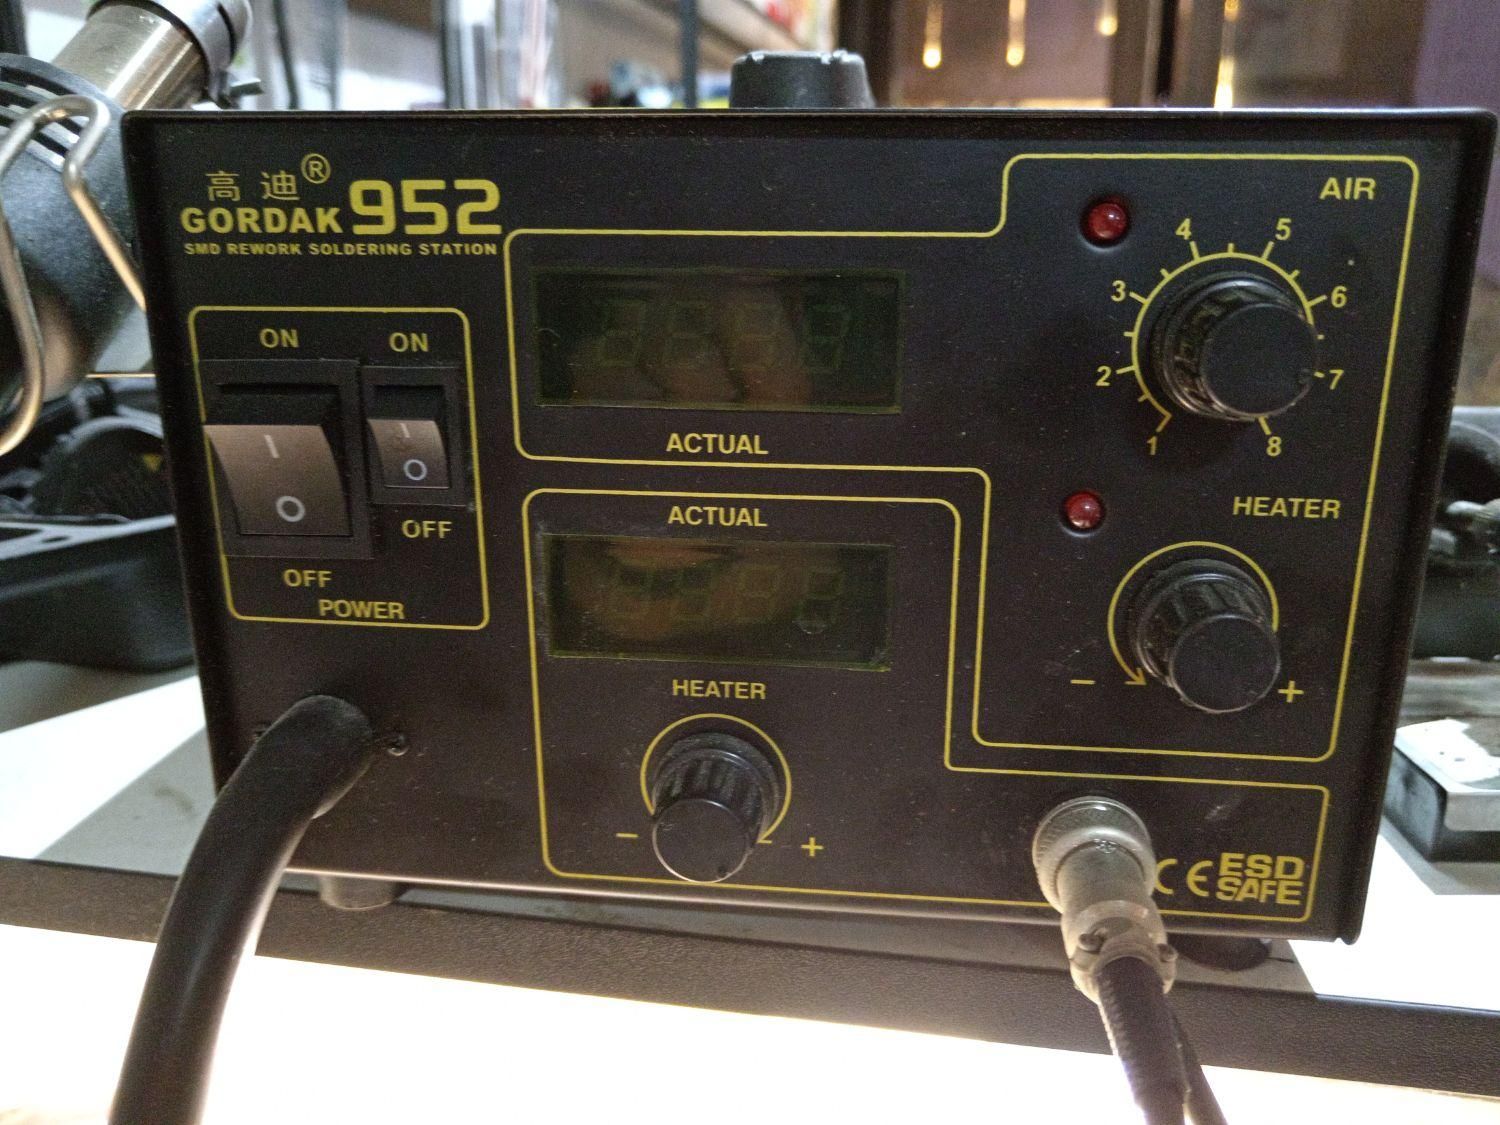 高迪®
GORDAK 952
SMD REWORK SOLDERING STATION
ON ON
OFF
OFF
POWER
ACTUAL
AIR
1 2 3 4 5 6 7 8
HEATER
- +
ACTUAL
HEATER
- +
CE ESD
SAFE